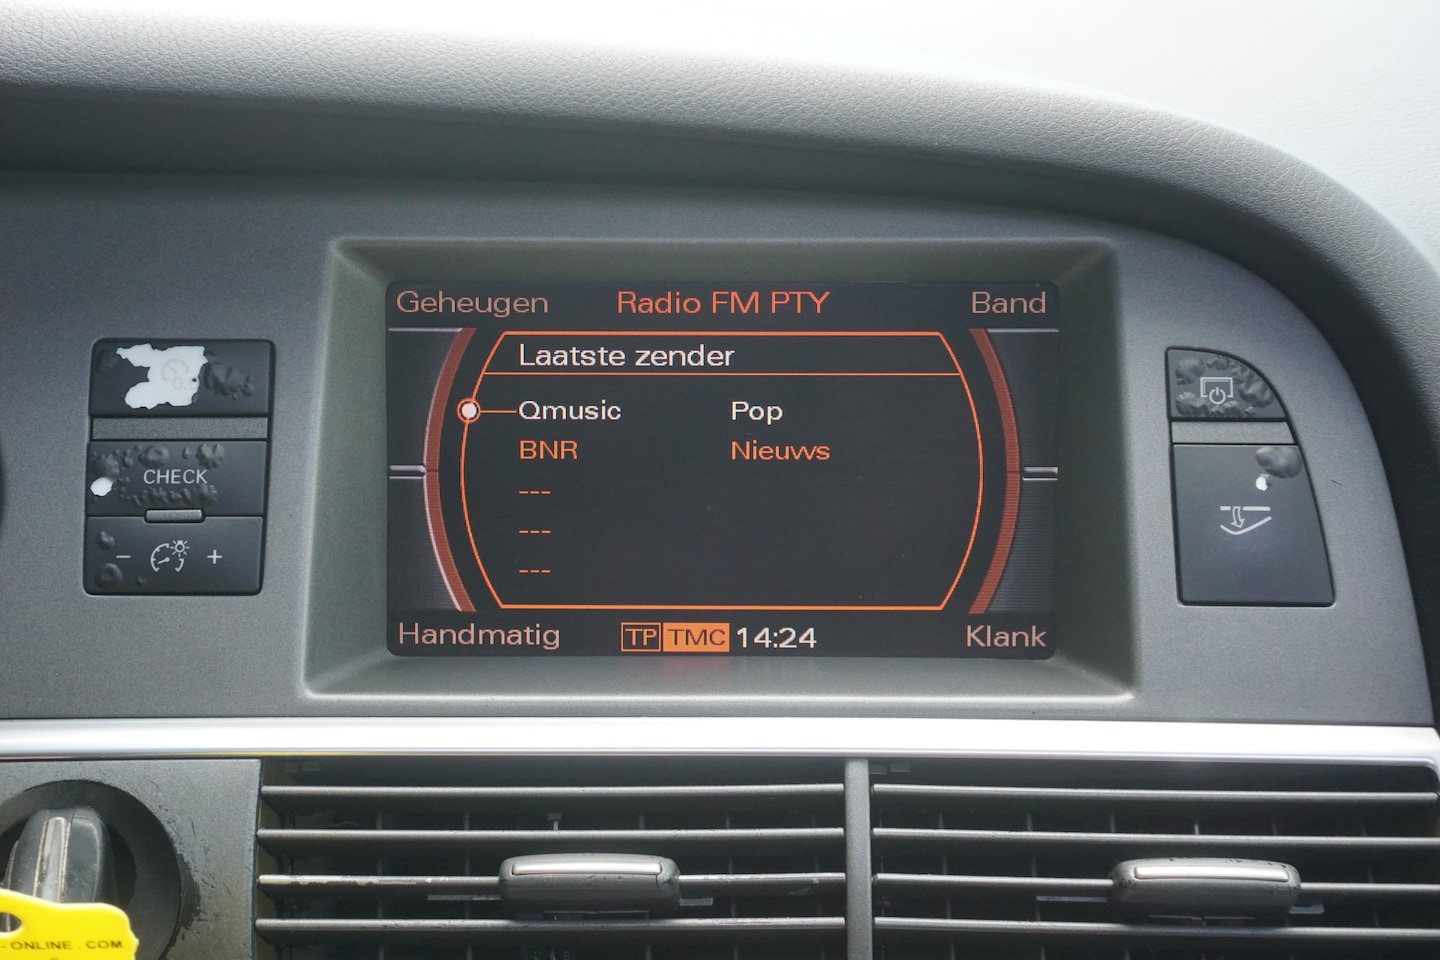 Geheugen Radio FM PTY Band
Laatste zender
Qmusic Pop
BNR Nieuws
---
---
---
Handmatig TP TMC 14:24 Klank
CHECK
- +
-ONLINE.COM